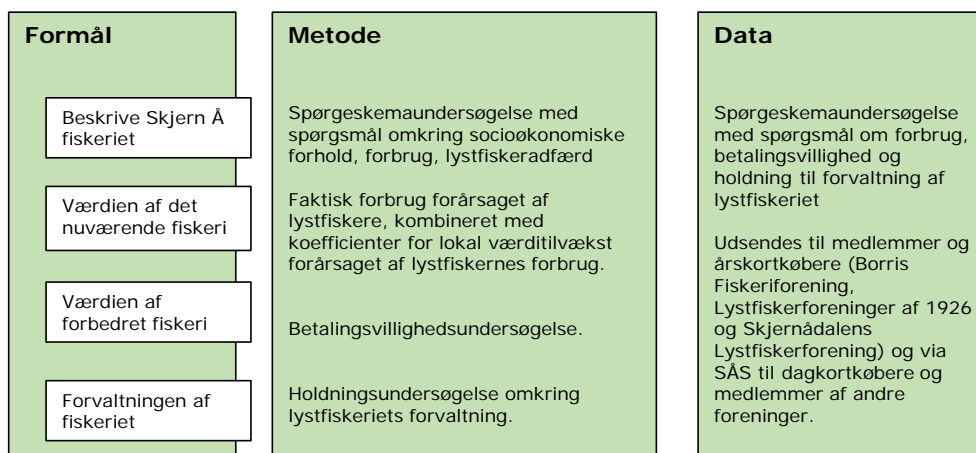 Formål
Beskrive Skjern Å
fiskeriet
Værdien af det
nuværende fiskeri
Værdien af
forbedret fiskeri
Forvaltningen af
fiskeriet
Metode
Spørgeskemaundersøgelse med
spørgsmål omkring socioøkonomiske
forhold, forbrug, lystfiskeradfærd
Faktisk forbrug forårsaget af
lystfiskere, kombineret med
koefficienter for lokal værditilvækst
forårsaget af lystfiskernes forbrug.
Betalingsvillighedsundersøgelse.
Holdningsundersøgelse omkring
lystfiskeriets forvaltning.
Data
Spørgeskemaundersøgelse
med spørgsmål om forbrug,
betalingsvillighed og
holdning til forvaltning af
lystfiskeriet
Udsendes til medlemmer og
årskortkøbere (Borris
Fiskeriforening,
Lystfiskerforeninger af 1926
og Skjernådalens
Lystfiskerforening) og via
SÅS til dagkortkøbere og
medlemmer af andre
foreninger.